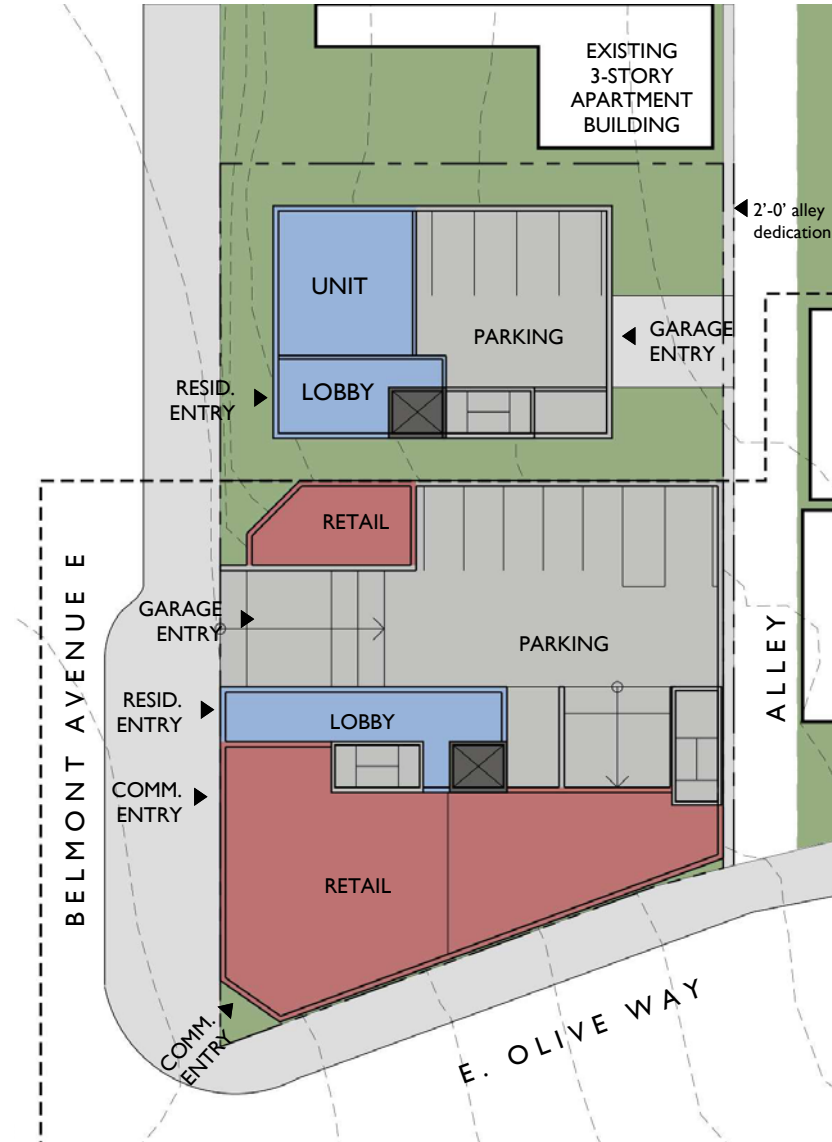 EXISTING
3-STORY
APARTMENT
BUILDING
2'-0' alley
dedication
UNIT
PARKING
GARAGE
ENTRY
LOBBY
RESID.
ENTRY
RETAIL
BELMONT AVENUE E
GARAGE
ENTRY
PARKING
ALLEY
RESID.
ENTRY
LOBBY
COMM.
ENTRY
RETAIL
COMM.
ENTRY
E. OLIVE WAY